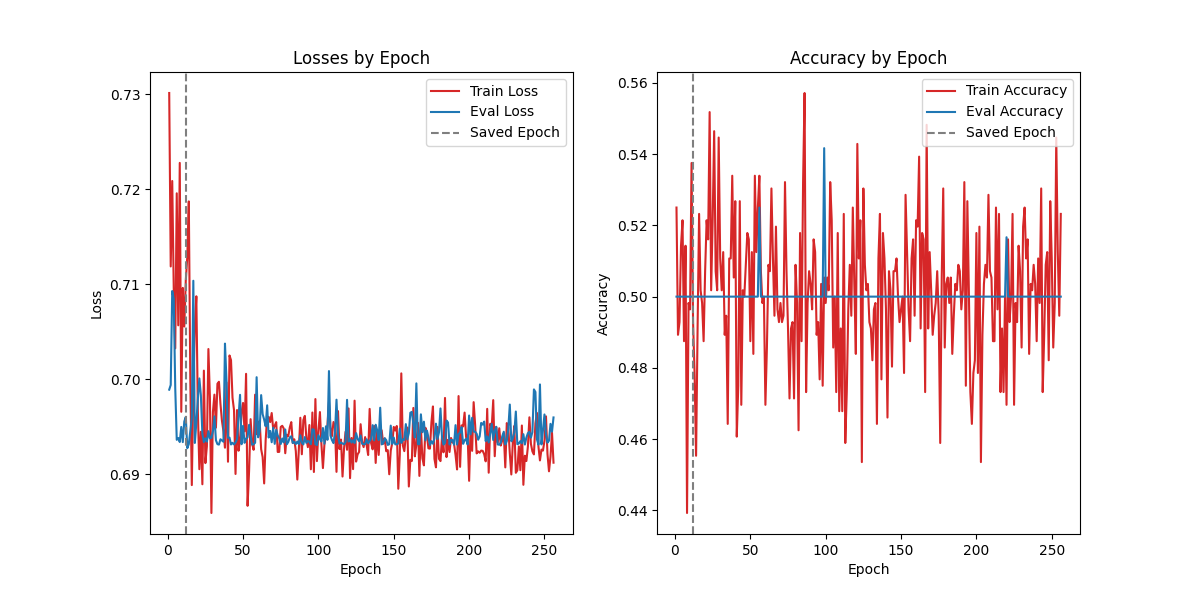 Losses by Epoch
Train Loss
Eval Loss
Saved Epoch
0.73
0.72
0.71
0.70
0.69
Loss
0
50
100
150
200
250
Epoch
Accuracy by Epoch
Train Accuracy
Eval Accuracy
Saved Epoch
0.56
0.54
0.52
0.50
0.48
0.46
0.44
Accuracy
0
50
100
150
200
250
Epoch